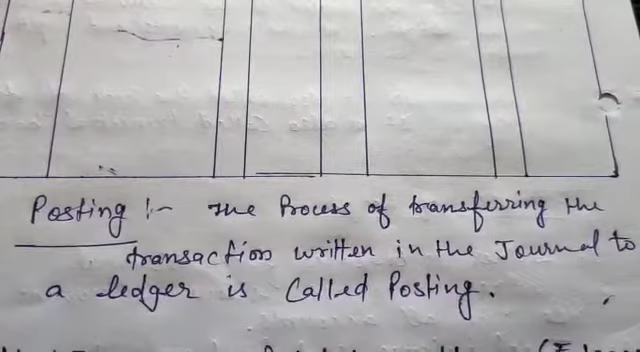 Posting :- The Process of transferring the
transaction written in the Journal to
a ledger is Called Posting.